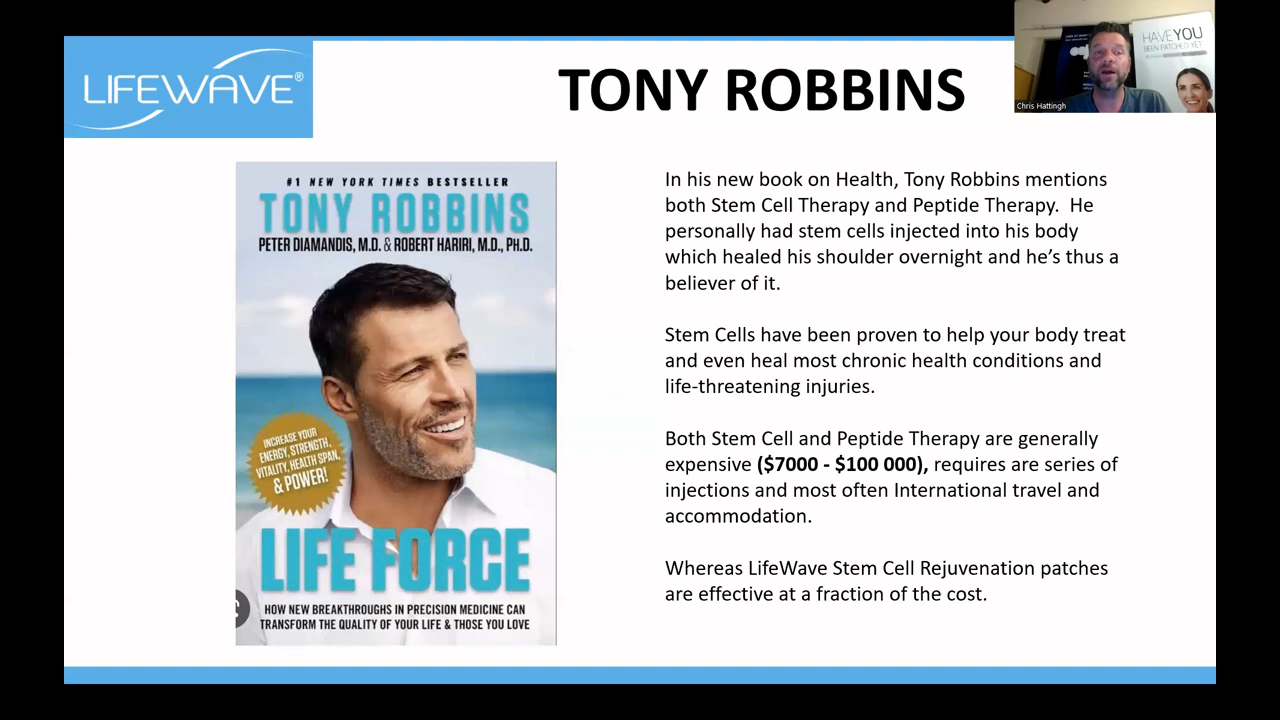 LIFEWAVE®
TONY ROBBINS
HAVE YOU
BEEN PATCHED YET
Chris Hattingh
#1 NEW YORK TIMES BESTSELLER
TONY ROBBINS
PETER DIAMANDIS, M.D. & ROBERT HARIRI, M.D., PH.D.
INCREASE YOUR
ENERGY, STRENGTH,
VITALITY, HEALTH SPAN,
& POWER!
LIFE FORCE
HOW NEW BREAKTHROUGHS IN PRECISION MEDICINE CAN
TRANSFORM THE QUALITY OF YOUR LIFE & THOSE YOU LOVE
In his new book on Health, Tony Robbins mentions
both Stem Cell Therapy and Peptide Therapy.  He
personally had stem cells injected into his body
which healed his shoulder overnight and he's thus a
believer of it.
Stem Cells have been proven to help your body treat
and even heal most chronic health conditions and
life-threatening injuries.
Both Stem Cell and Peptide Therapy are generally
expensive ($7000 - $100 000), requires are series of
injections and most often International travel and
accommodation.
Whereas LifeWave Stem Cell Rejuvenation patches
are effective at a fraction of the cost.